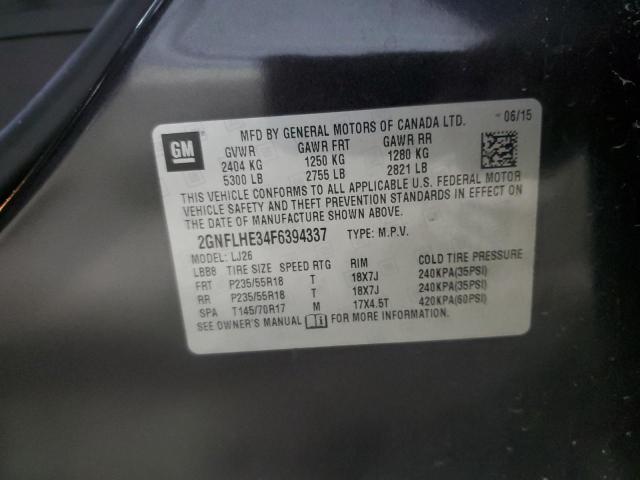 GM
MFD BY GENERAL MOTORS OF CANADA LTD. 06/15
GVWR GAWR FRT GAWR RR
2404 KG 1250 KG 1280 KG
5300 LB 2755 LB 2821 LB
THIS VEHICLE CONFORMS TO ALL APPLICABLE U.S. FEDERAL MOTOR
VEHICLE SAFETY AND THEFT PREVENTION STANDARDS IN EFFECT ON
THE DATE OF MANUFACTURE SHOWN ABOVE.
2GNFLHE34F6394337 TYPE: M.P.V.
MODEL: LJ26
LBB8 TIRE SIZE SPEED RTG RIM COLD TIRE PRESSURE
FRT P235/55R18 T 18X7J 240KPA(35PSI)
RR P235/55R18 T 18X7J 240KPA(35PSI)
SPA T145/70R17 M 17X4.5T 420KPA(60PSI)
SEE OWNER'S MANUAL FOR MORE INFORMATION.